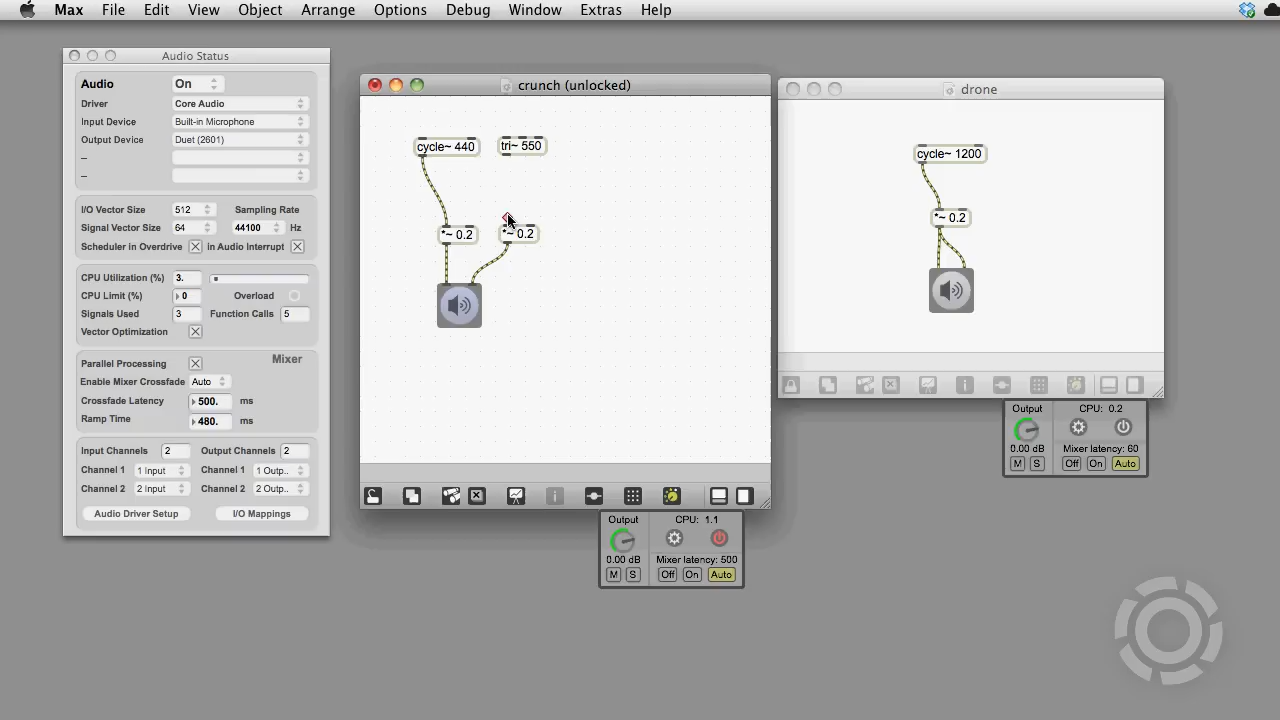 Max File Edit View Object Arrange Options Debug Window Extras Help
Audio Status
Audio On
Driver Core Audio
Input Device Built-in Microphone
Output Device Duet (2601)
–
–
I/O Vector Size 512 Sampling Rate
Signal Vector Size 64 44100 Hz
Scheduler in Overdrive in Audio Interrupt
CPU Utilization (%) 3.
CPU Limit (%) 0 Overload
Signals Used 3 Function Calls 5
Vector Optimization
Parallel Processing Mixer
Enable Mixer Crossfade Auto
Crossfade Latency 500. ms
Ramp Time 480. ms
Input Channels 2 Output Channels 2
Channel 1 1 Input Channel 1 1 Outp..
Channel 2 2 Input Channel 2 2 Outp..
Audio Driver Setup I/O Mappings
crunch (unlocked)
cycle~ 440 tri~ 550
*~ 0.2 *~ 0.2
Output CPU: 1.1
0.00 dB Mixer latency: 500
M S Off On Auto
drone
cycle~ 1200
*~ 0.2
Output CPU: 0.2
0.00 dB Mixer latency: 60
M S Off On Auto